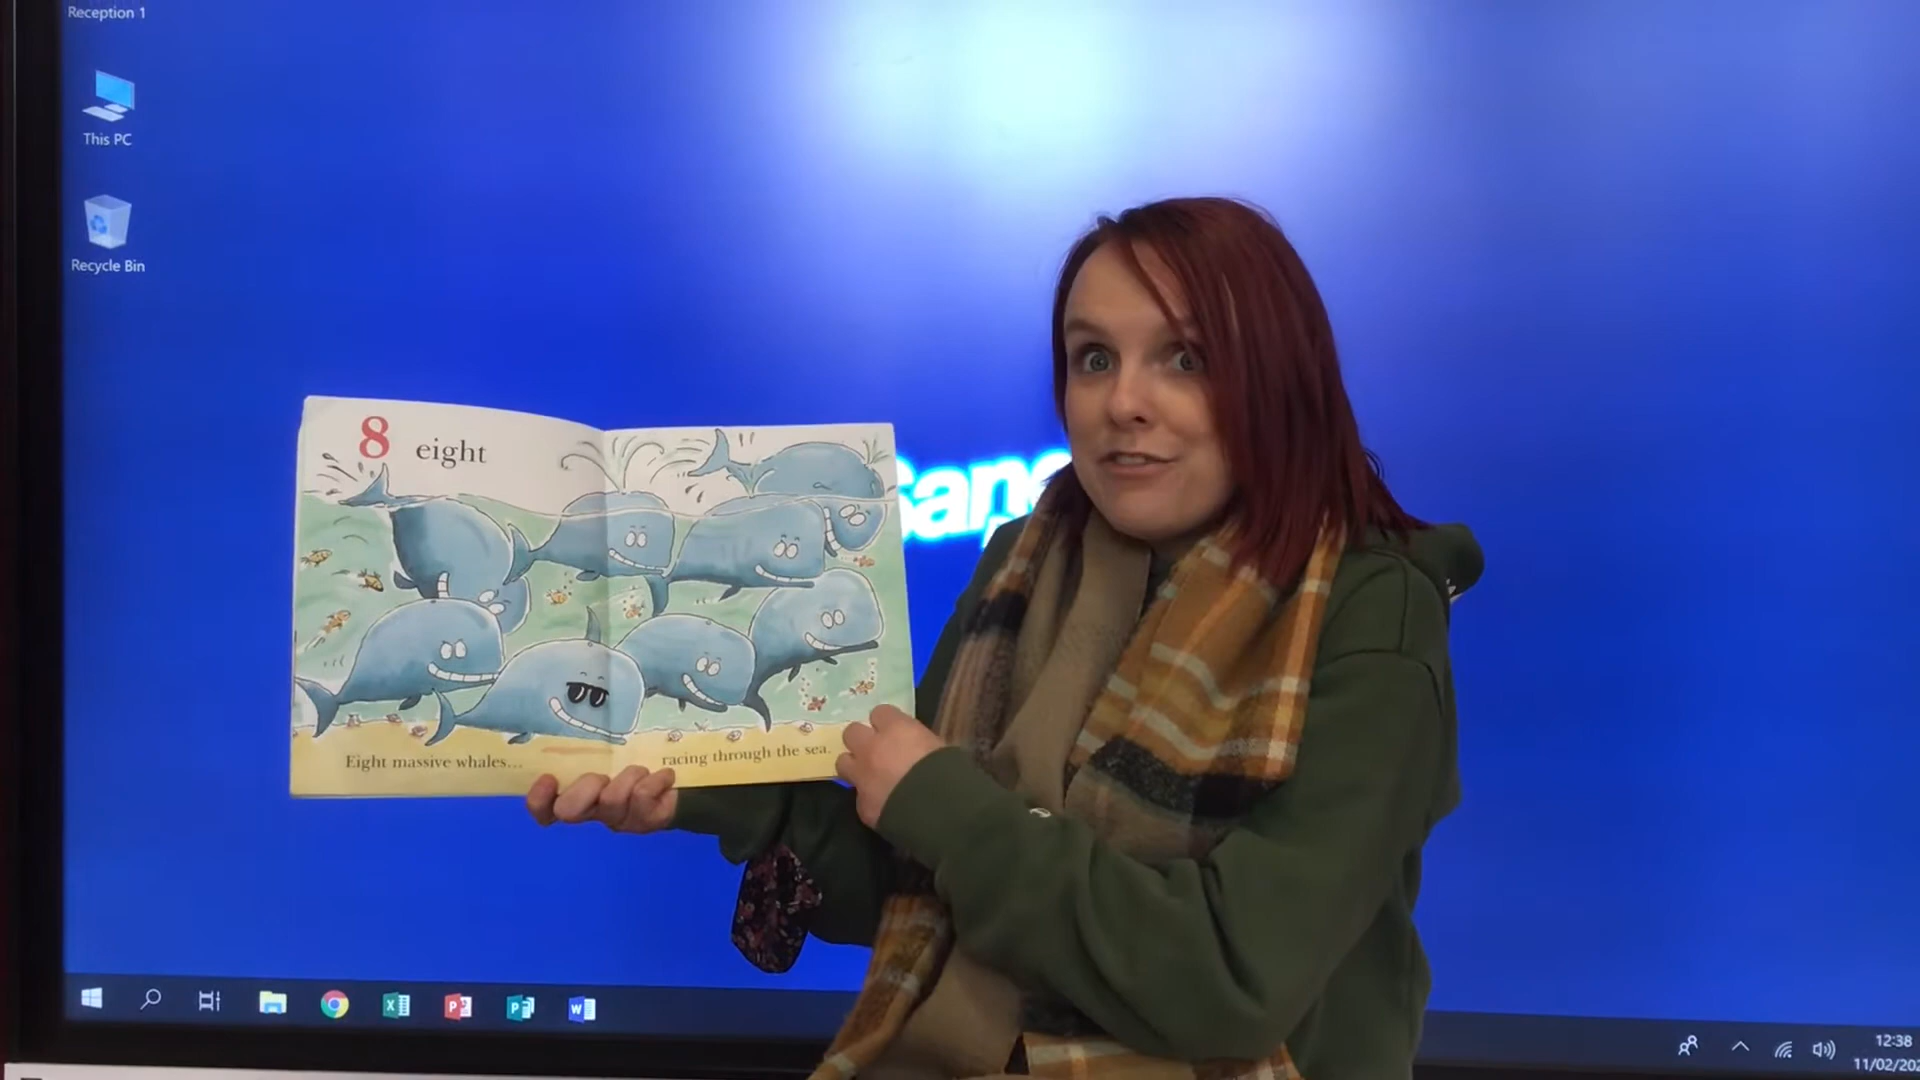 Reception 1
This PC
Recycle Bin
8 eight
Eight massive whales...
racing through the sea.
12:38